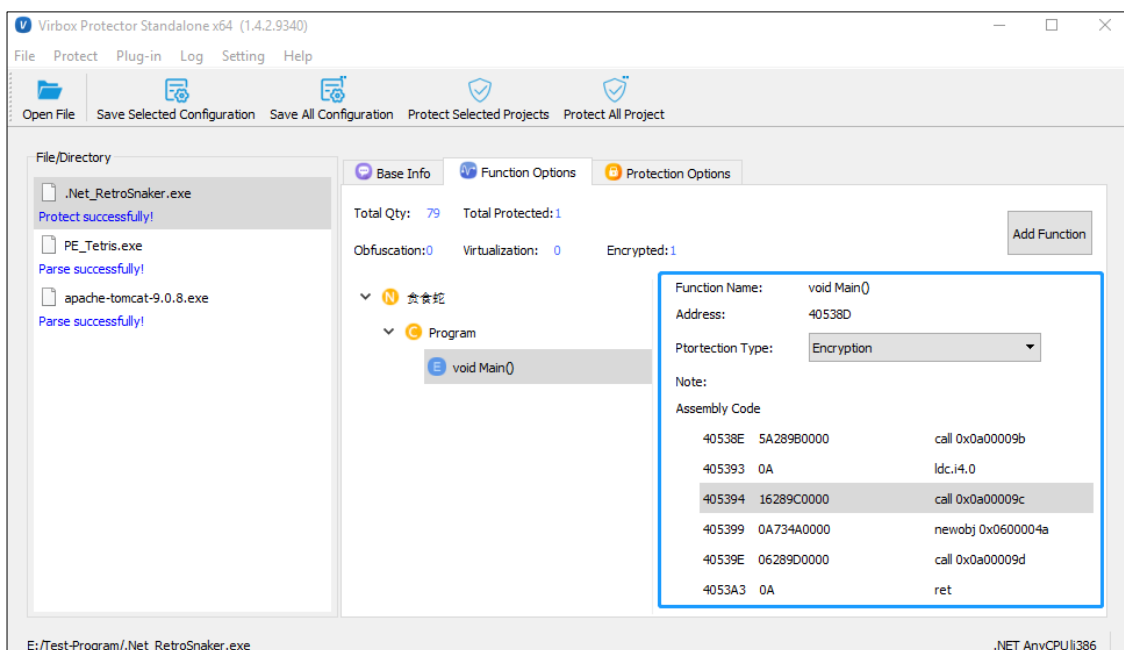 Virbox Protector Standalone x64 (1.4.2.9340)
File Protect Plug-in Log Setting Help
Open File Save Selected Configuration Save All Configuration Protect Selected Projects Protect All Project
File/Directory
.Net_RetroSnaker.exe
Protect successfully!
PE_Tetris.exe
Parse successfully!
apache-tomcat-9.0.8.exe
Parse successfully!
Base Info Function Options Protection Options
Total Qty: 79 Total Protected:1
Obfuscation:0 Virtualization: 0 Encrypted:1
Add Function
N 食食蛇
C Program
E void Main()
Function Name: void Main()
Address: 40538D
Ptortection Type: Encryption
Note:
Assembly Code
40538E 5A289B0000 call 0x0a00009b
405393 0A ldc.i4.0
405394 16289C0000 call 0x0a00009c
405399 0A734A0000 newobj 0x0600004a
40539E 06289D0000 call 0x0a00009d
4053A3 0A ret
E:/Test-Program/.Net_RetroSnaker.exe .NET AnyCPU|i386